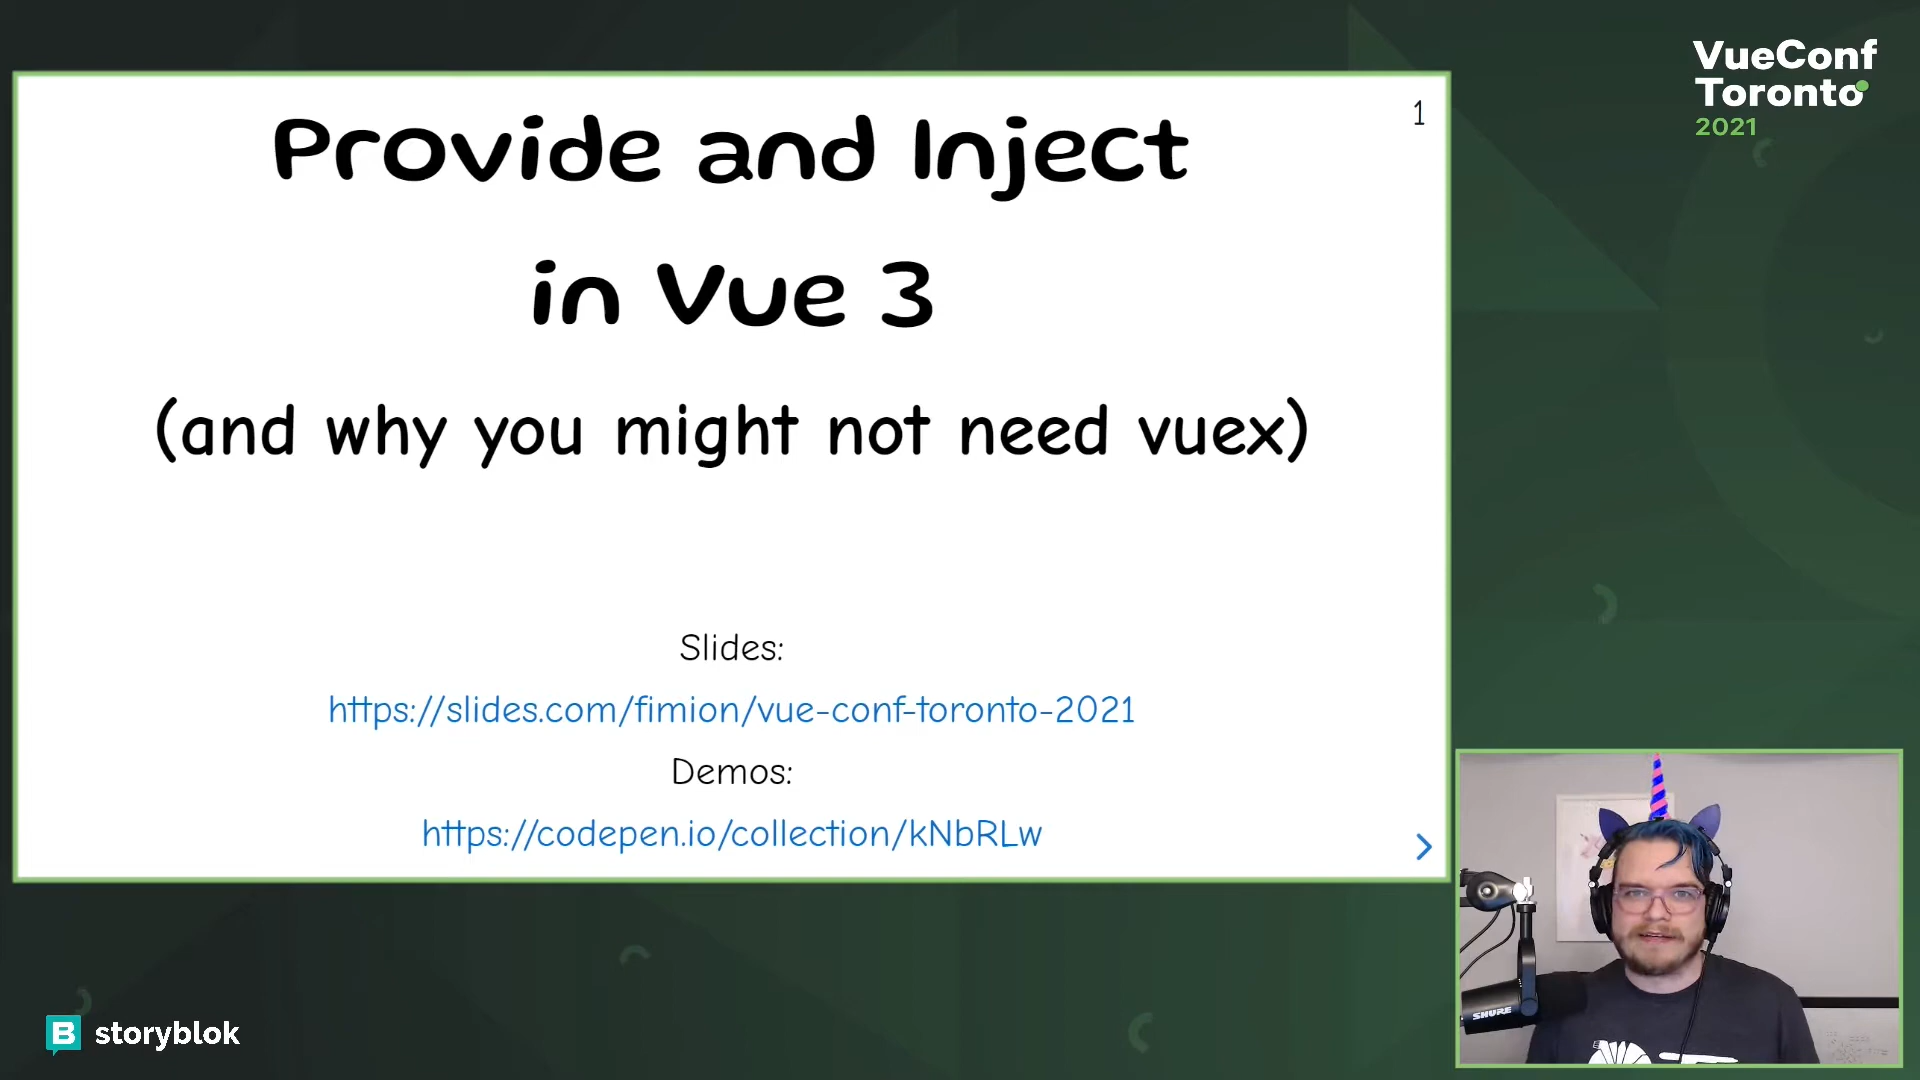 VueConf
Toronto
2021
1
Provide and Inject
in Vue 3
(and why you might not need vuex)
Slides:
https://slides.com/fimion/vue-conf-toronto-2021
Demos:
https://codepen.io/collection/kNbRLw
SHURE
storyblok